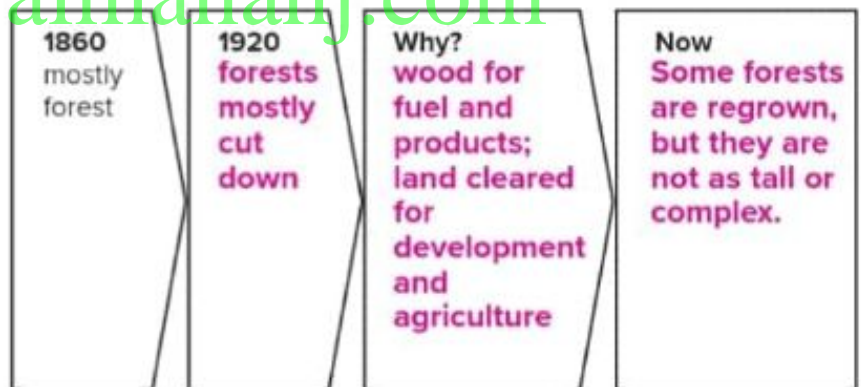 1860
mostly
forest
1920
forests
mostly
cut
down
Why?
wood for
fuel and
products;
land cleared
for
development
and
agriculture
Now
Some forests
are regrown,
but they are
not as tall or
complex.